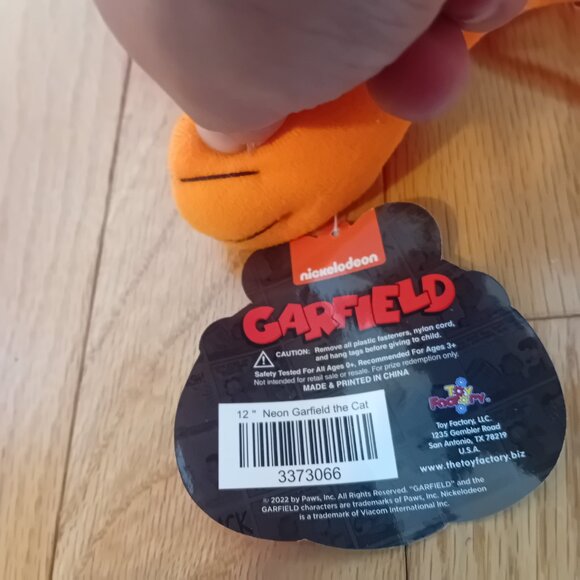 nickelodeon
GARFIELD
CAUTION: Remove all plastic fasteners, nylon cord,
and hang tags before giving to child.
Safety Tested For All Ages 0+, Recommended For Ages 3+
Not intended for retail sale or resale. For prize redemption only.
MADE & PRINTED IN CHINA
12 " Neon Garfield the Cat
3373066
TOY FACTORY
Toy Factory, LLC.
1235 Gembler Road
San Antonio, TX 78219
U.S.A.
www.thetoyfactory.biz
© 2022 by Paws, Inc. All Rights Reserved. "GARFIELD" and the
GARFIELD characters are trademarks of Paws, Inc. Nickelodeon
is a trademark of Viacom International Inc.